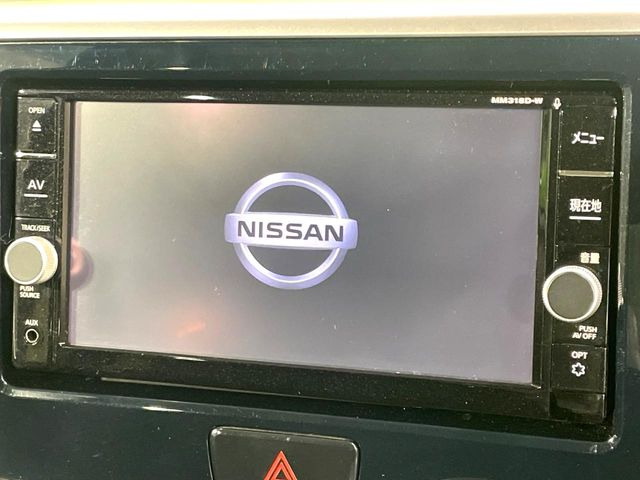 MM318D-W
OPEN
AV
TRACK/SEEK
PUSH
SOURCE
AUX
NISSAN
メニュー
現在地
音量
PUSH
AV OFF
OPT